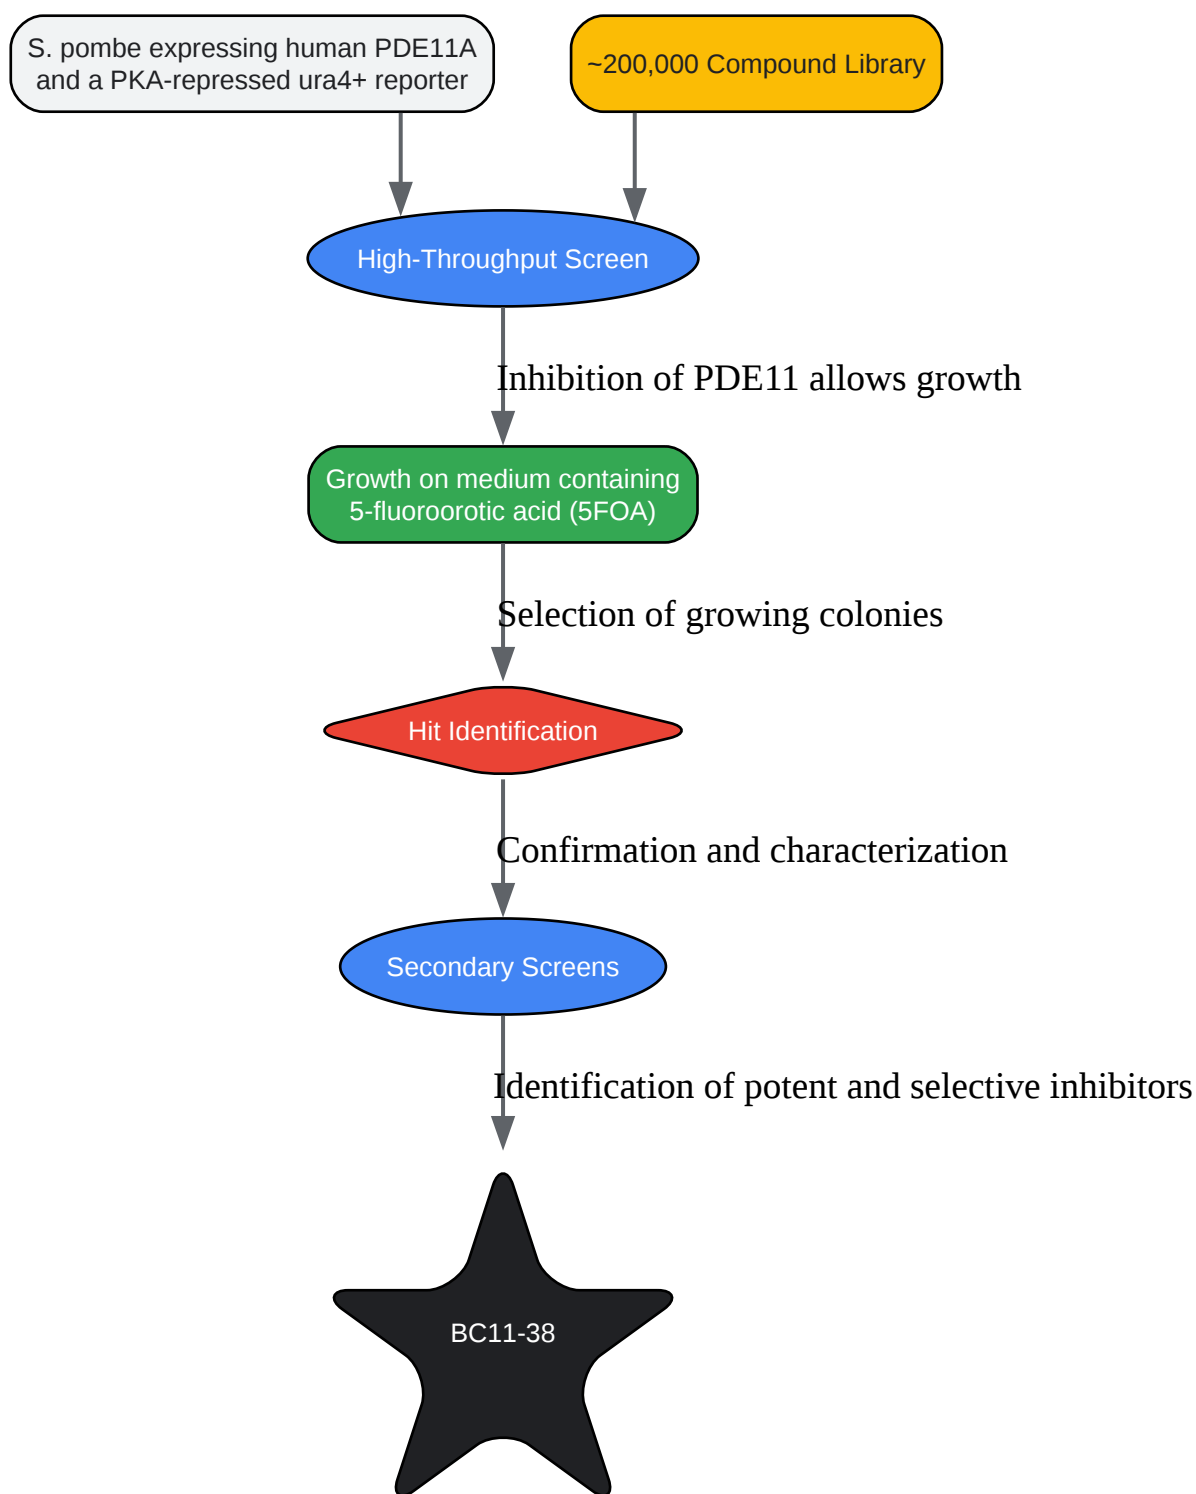 S. pombe expressing human PDE11A
and a PKA-repressed ura4+ reporter
~200,000 Compound Library
High-Throughput Screen
Inhibition of PDE11 allows growth
Growth on medium containing
5-fluoroorotic acid (5FOA)
Selection of growing colonies
Hit Identification
Confirmation and characterization
Secondary Screens
Identification of potent and selective inhibitors
BC11-38